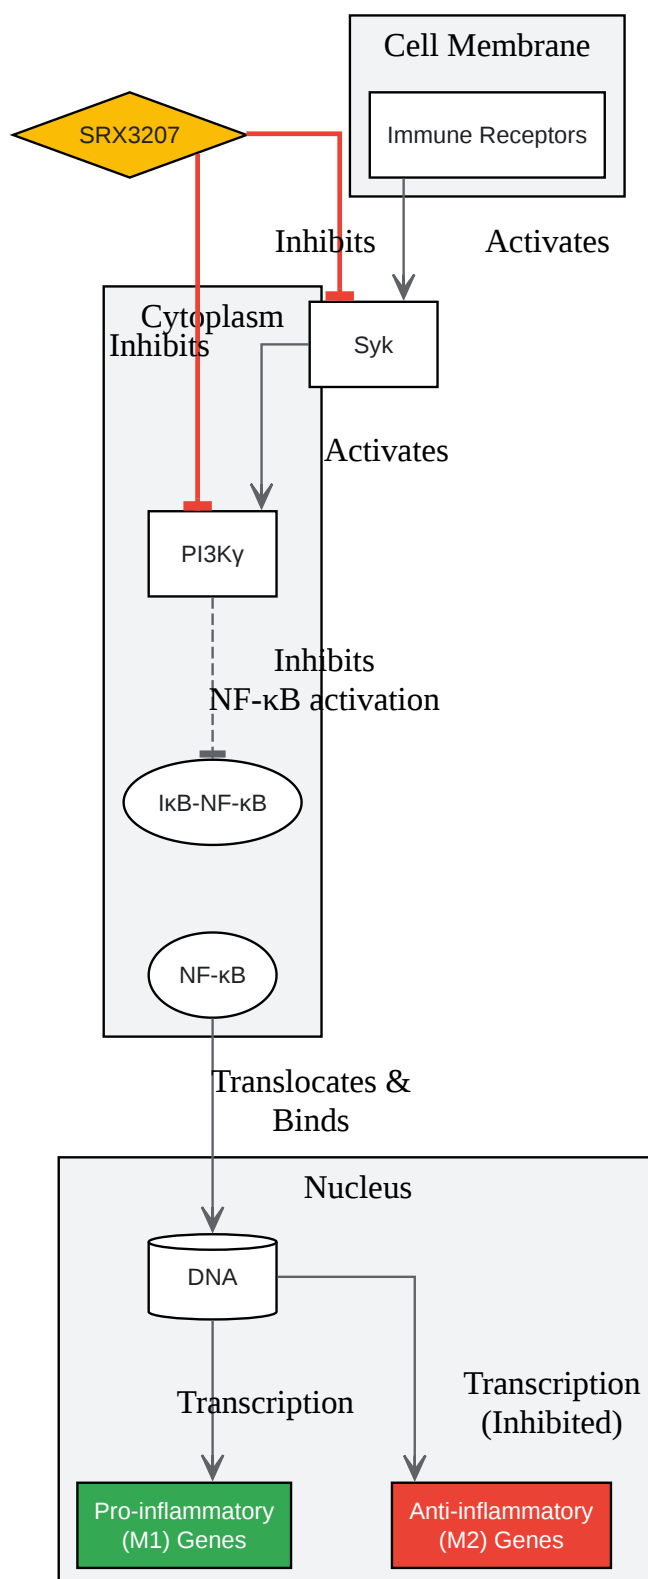 Cell Membrane
SRX3207
Immune Receptors
Inhibits
Activates
Cytoplasm
Inhibits
Syk
Activates
PI3Kγ
Inhibits
NF-κB activation
IκB-NF-κB
NF-κB
Translocates &
Binds
Nucleus
DNA
Transcription
Transcription
(Inhibited)
Pro-inflammatory
(M1) Genes
Anti-inflammatory
(M2) Genes